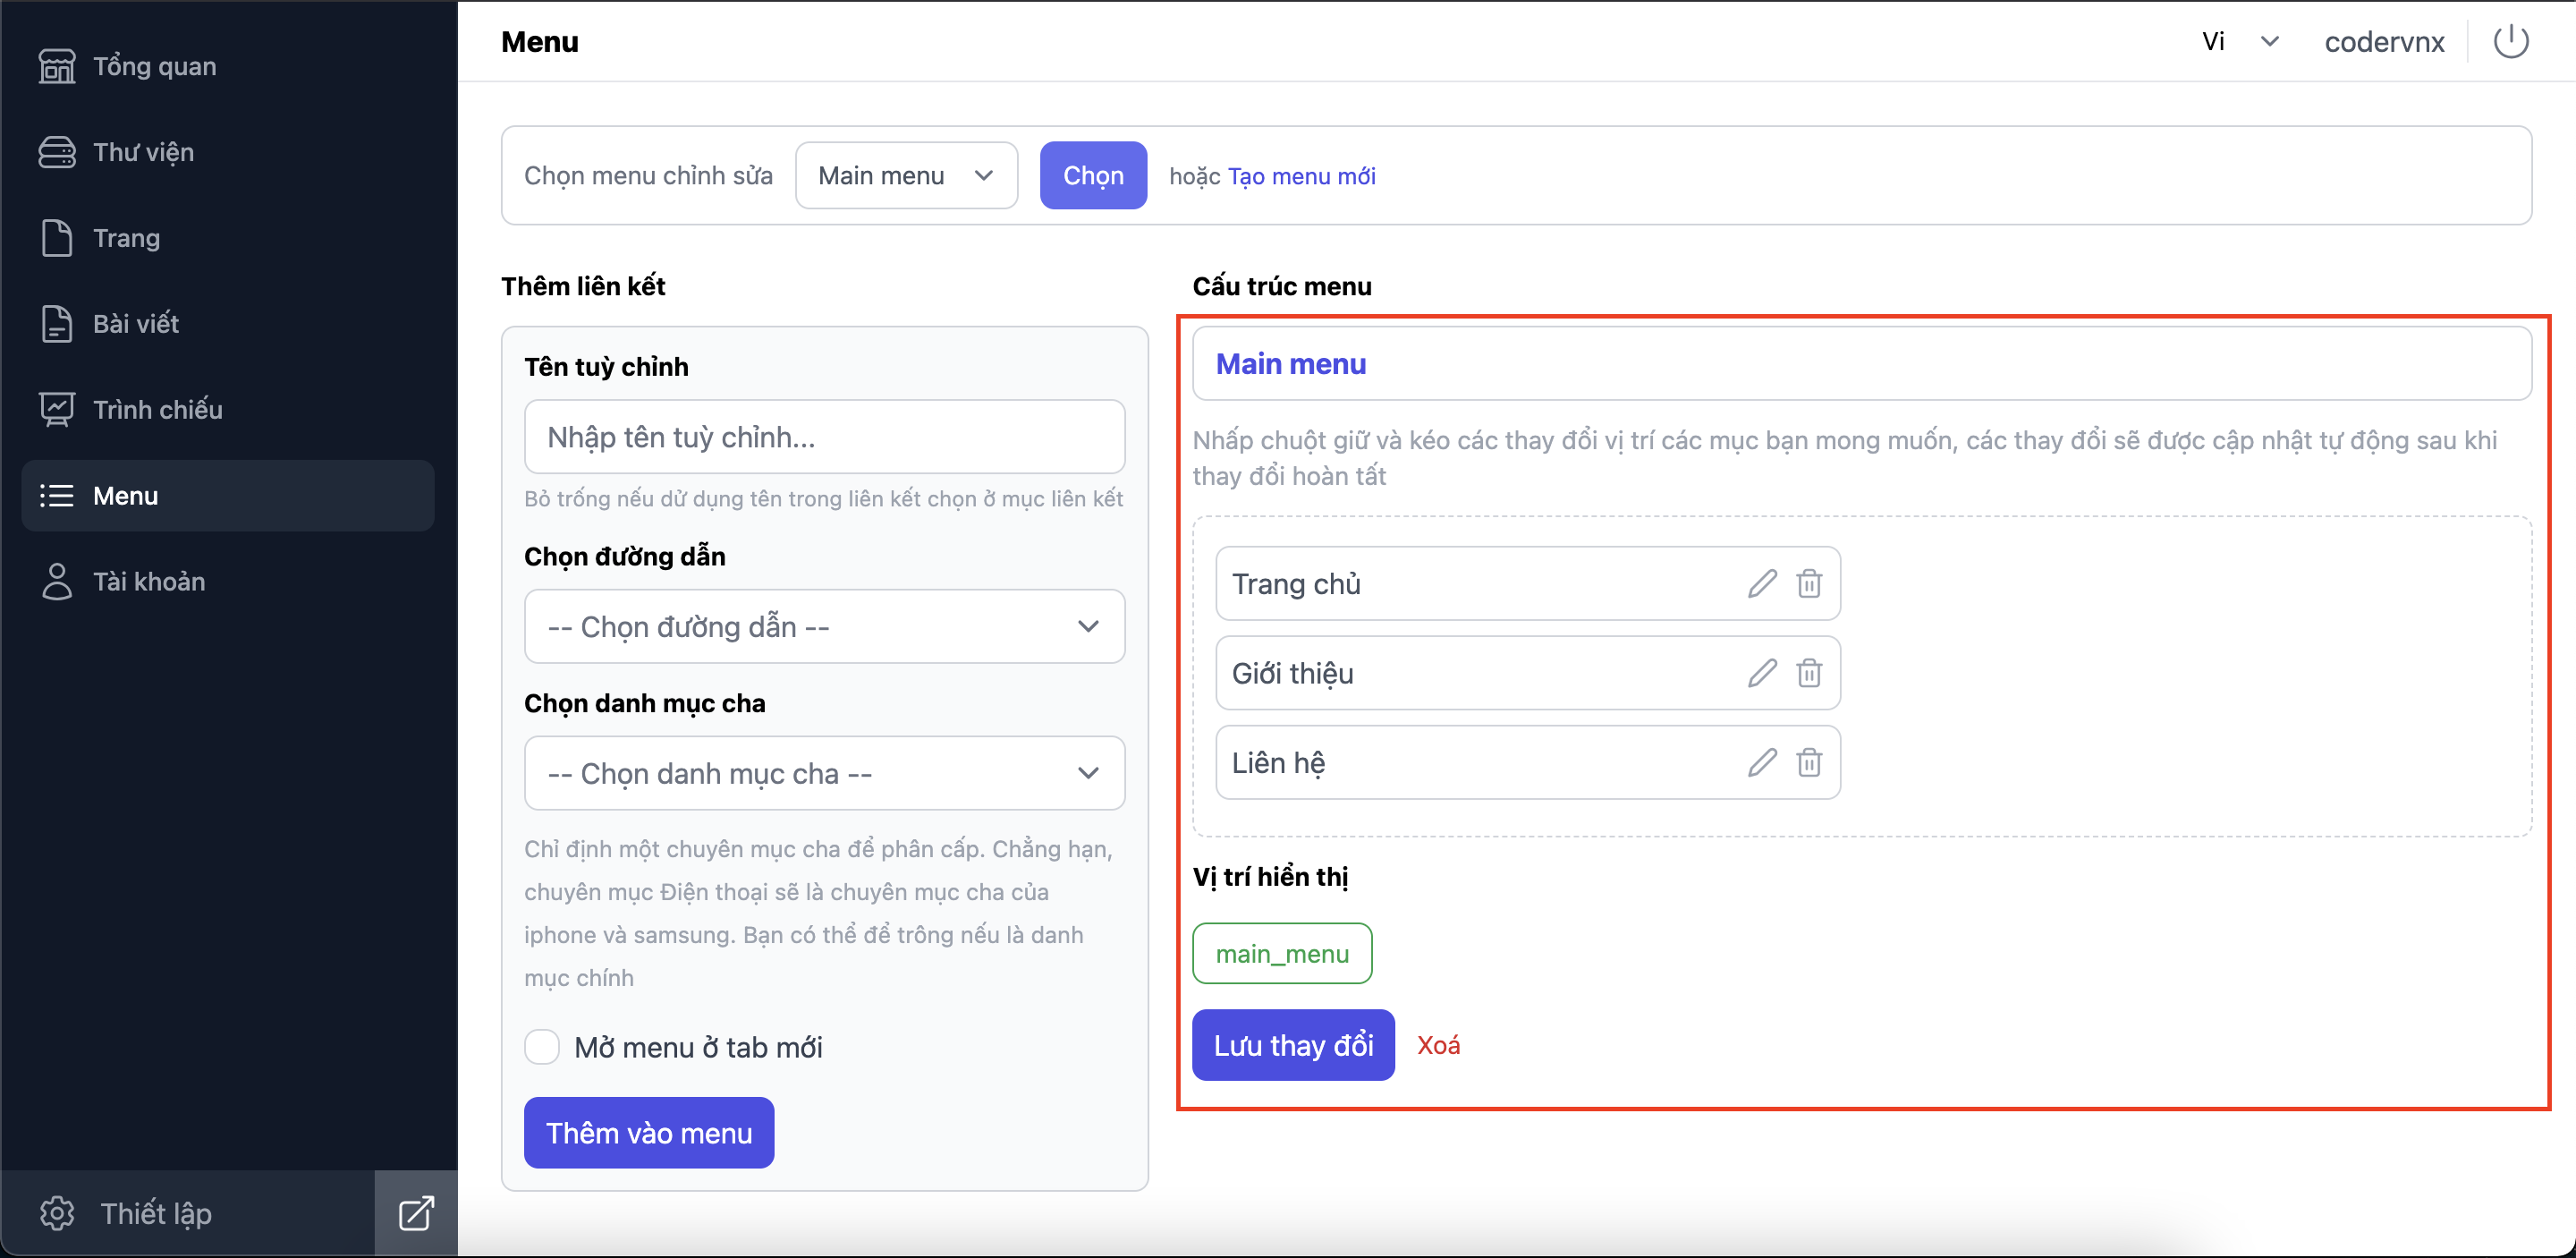 Tổng quan
Thư viện
Trang
Bài viết
Trình chiếu
Menu
Tài khoản
Thiết lập
Menu
Vi
codervnx
Chọn menu chỉnh sửa
Main menu
Chọn
hoặc Tạo menu mới
Thêm liên kết
Tên tuỳ chỉnh
Nhập tên tuỳ chỉnh...
Bỏ trống nếu dử dụng tên trong liên kết chọn ở mục liên kết
Chọn đường dẫn
-- Chọn đường dẫn --
Chọn danh mục cha
-- Chọn danh mục cha --
Chỉ định một chuyên mục cha để phân cấp. Chẳng hạn,
chuyên mục Điện thoại sẽ là chuyên mục cha của
iphone và samsung. Bạn có thể để trông nếu là danh
mục chính
Mở menu ở tab mới
Thêm vào menu
Cấu trúc menu
Main menu
Nhấp chuột giữ và kéo các thay đổi vị trí các mục bạn mong muốn, các thay đổi sẽ được cập nhật tự động sau khi
thay đổi hoàn tất
Trang chủ
Giới thiệu
Liên hệ
Vị trí hiển thị
main_menu
Lưu thay đổi
Xoá